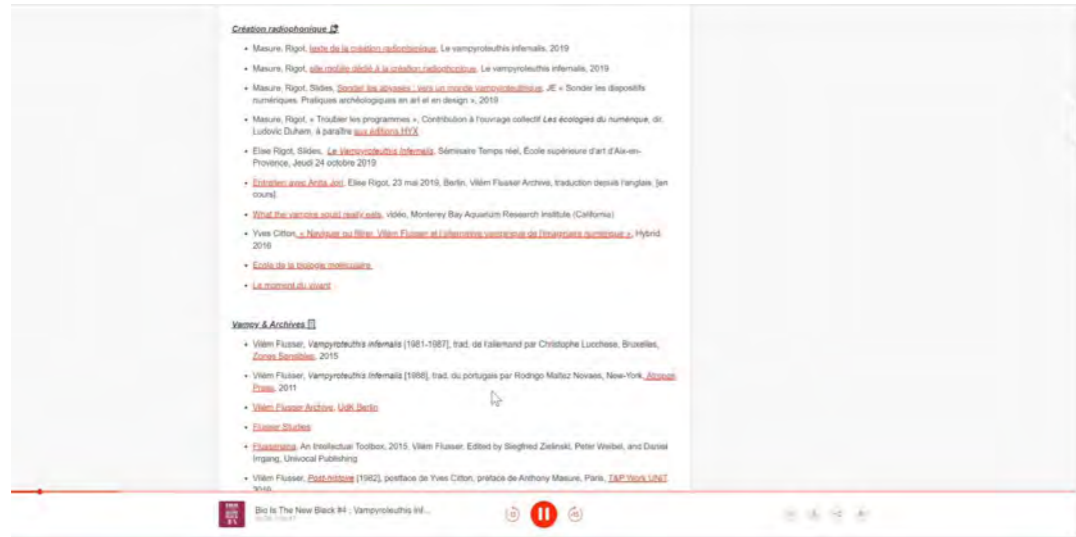 Création radiophonique
• Masure, Rigot, texte de la création radiophonique, Le vampyroteuthis infernalis, 2019
• Masure, Rigot, site mobile dédié à la création radiophonique, Le vampyroteuthis infernalis, 2019
• Masure, Rigot, Slides, Sonder les abysses : vers un monde vampyroteuthique, JE « Sonder les dispositifs
numériques. Pratiques archéologiques en art et en design », 2019
• Masure, Rigot, « Troubler les programmes », Contribution à l'ouvrage collectif Les écologies du numérique, dir.
Ludovic Duhem, à paraître aux éditions HYX
• Elise Rigot, Slides, Le Vampyroteuthis Infernalis, Séminaire Temps réel, École supérieure d'art d'Aix-en-
Provence, Jeudi 24 octobre 2019
• Entretien avec Anita Jori, Elise Rigot, 23 mai 2019, Berlin, Vilém Flusser Archive, traduction depuis l'anglais, [en
cours]
• What the vampire squid really eats, vidéo, Monterey Bay Aquarium Research Institute (California)
• Yves Citton, « Naviguer ou filtrer. Vilém Flusser et l'alternative vampirique de l'imaginaire numérique », Hybrid,
2016
• École de la biologie moléculaire
• Le moment du vivant
Vampy & Archives
• Vilém Flusser, Vampyroteuthis infernalis [1981-1987], trad. de l'allemand par Christophe Lucchese, Bruxelles,
Zones Sensibles, 2015
• Vilém Flusser, Vampyroteuthis Infernalis [1988], trad. du portugais par Rodrigo Maltez Novaes, New-York, Atropos
Press, 2011
• Vilém Flusser Archive, UdK Berlin
• Flusser Studies
• Flusseriana, An Intellectual Toolbox, 2015, Vilém Flusser. Edited by Siegfried Zielinski, Peter Weibel, and Daniel
Irrgang, Univocal Publishing
• Vilém Flusser, Post-histoire [1982], postface de Yves Citton, préface de Anthony Masure, Paris, T&P Work UNIT,
2019
Bio Is The New Black #4 : Vampyroteuthis inf...